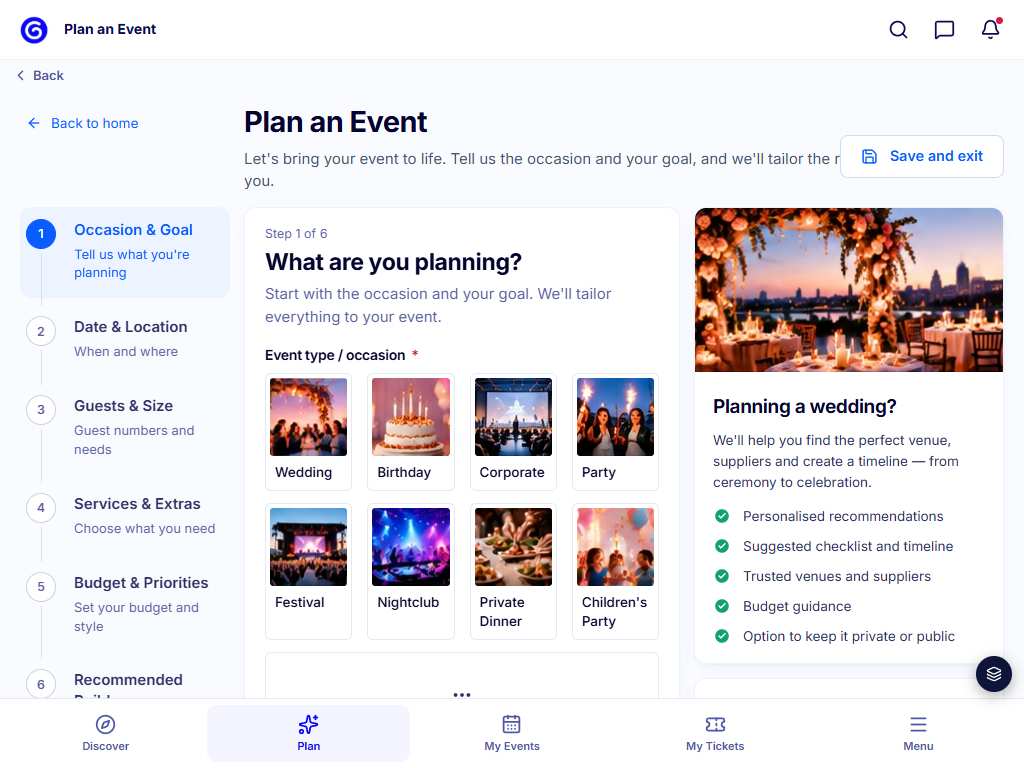 Plan an Event
Back
Back to home
Plan an Event
Let's bring your event to life. Tell us the occasion and your goal, and we'll tailor the
you.
Save and exit
1
Occasion & Goal
Tell us what you're
planning
2
Date & Location
When and where
3
Guests & Size
Guest numbers and
needs
4
Services & Extras
Choose what you need
5
Budget & Priorities
Set your budget and
style
6
Recommended
Step 1 of 6
What are you planning?
Start with the occasion and your goal. We'll tailor
everything to your event.
Event type / occasion *
Wedding
Birthday
Corporate
Party
Festival
Nightclub
Private
Dinner
Children's
Party
Planning a wedding?
We'll help you find the perfect venue,
suppliers and create a timeline — from
ceremony to celebration.
Personalised recommendations
Suggested checklist and timeline
Trusted venues and suppliers
Budget guidance
Option to keep it private or public
Discover
Plan
My Events
My Tickets
Menu